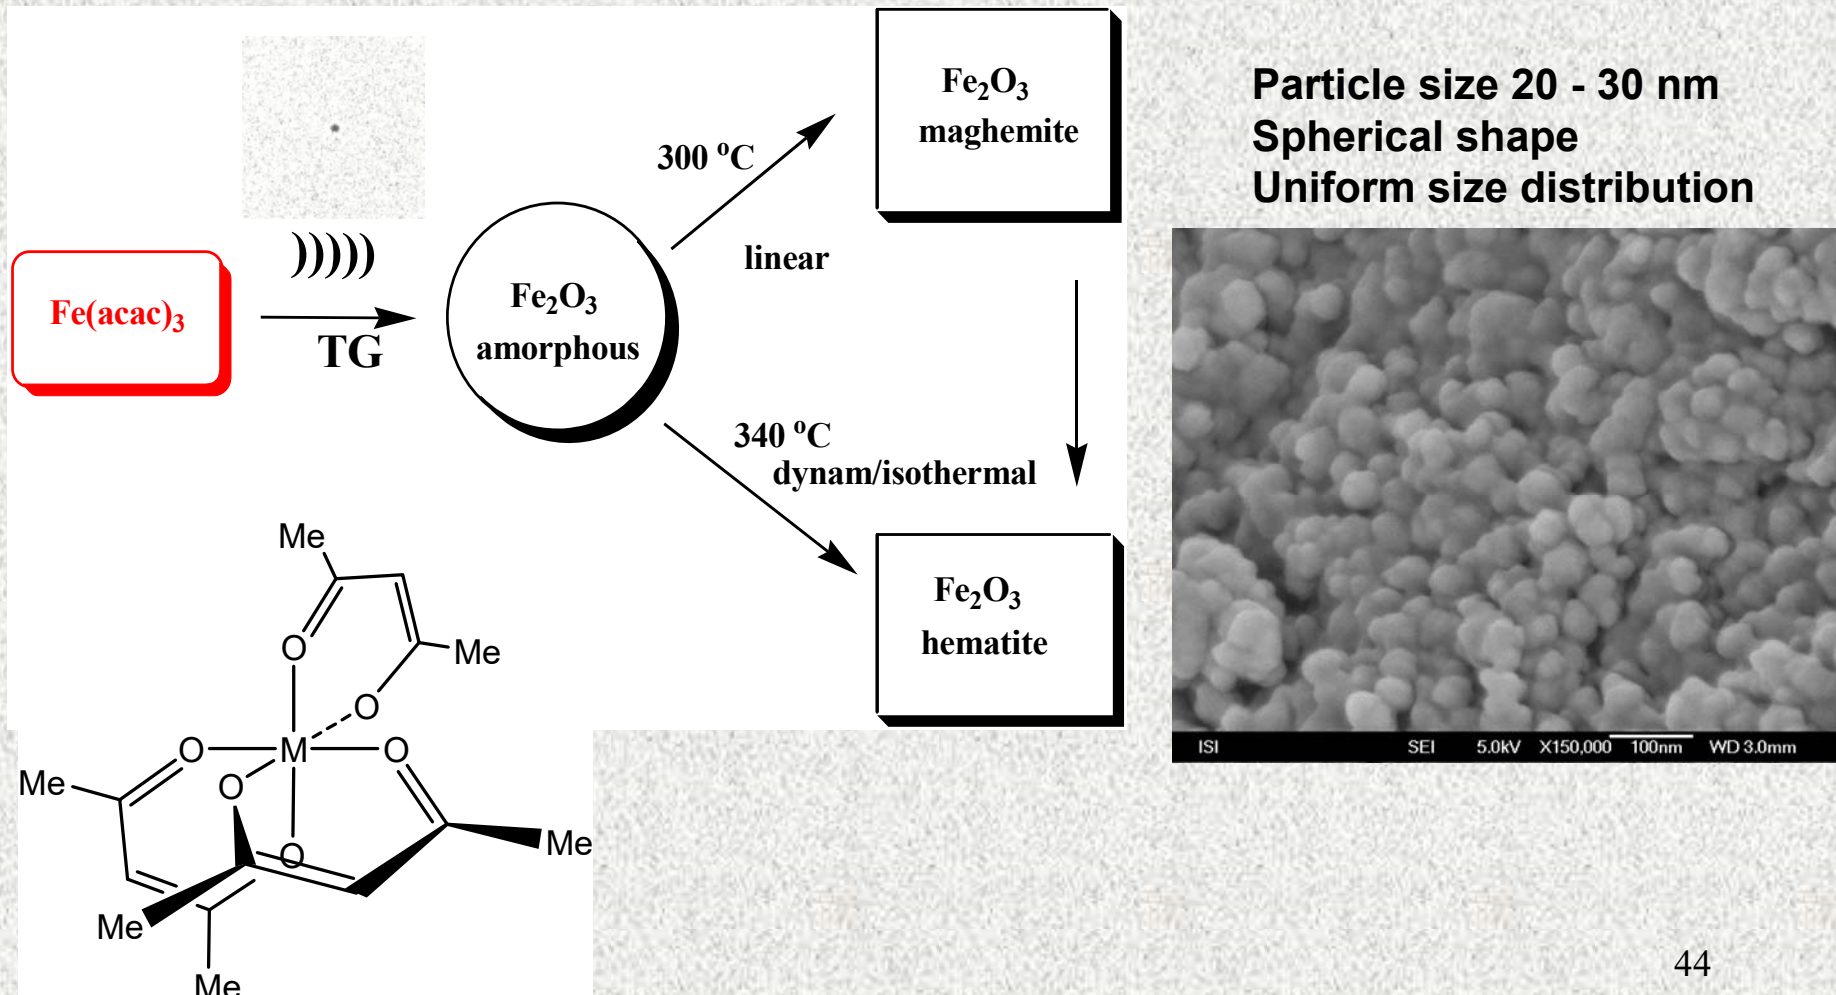 Fe(acac)₃
)))))
TG
Fe₂O₃
amorphous
300 °C
linear
340 °C
dynam/isothermal
Fe₂O₃
maghemite
Fe₂O₃
hematite
Particle size 20 - 30 nm
Spherical shape
Uniform size distribution
Me
O
Me
O
O
M
O
Me
O
O
Me
Me
Me
ISI SEI 5.0kV X150,000 100nm WD 3.0mm
44